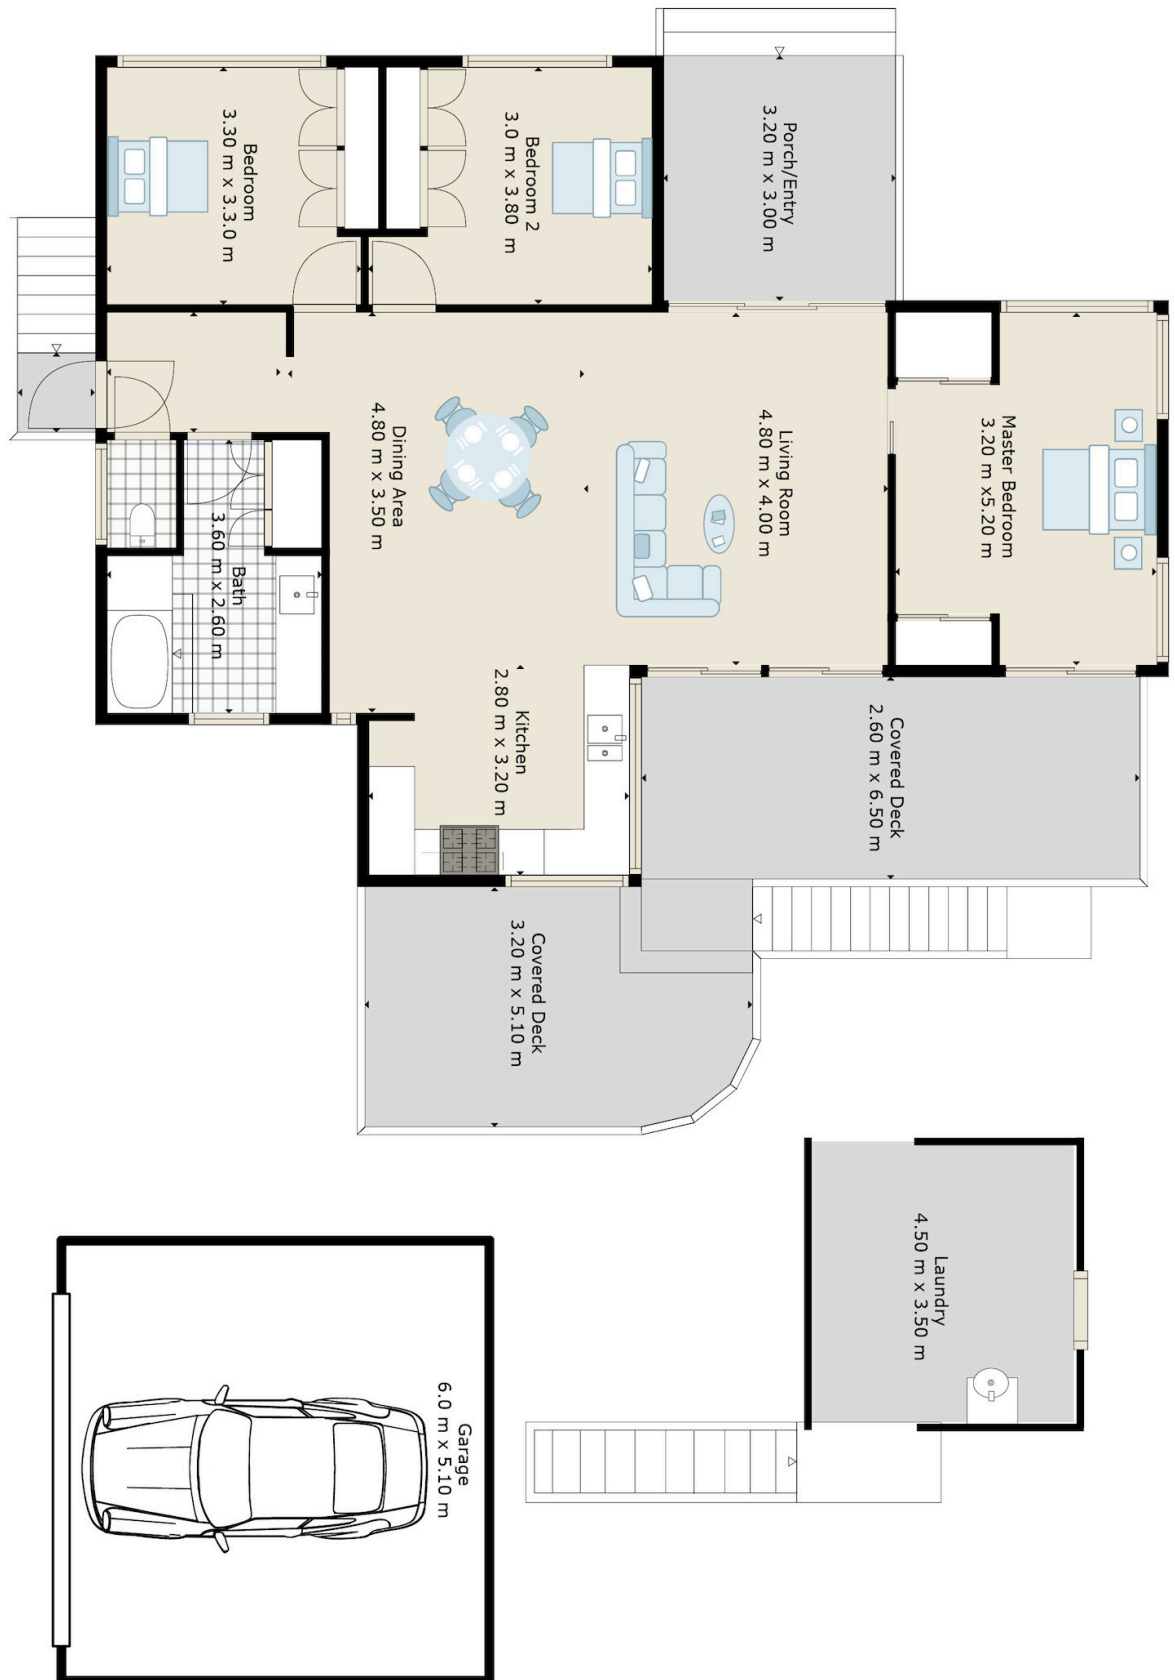 Porch/Entry
3.20 m x 3.00 m
Bedroom 2
3.0 m x 3.80 m
Bedroom
3.30 m x 3.3.0 m
Master Bedroom
3.20 m x5.20 m
Living Room
4.80 m x 4.00 m
Dining Area
4.80 m x 3.50 m
Bath
3.60 m x 2.60 m
Covered Deck
2.60 m x 6.50 m
Kitchen
2.80 m x 3.20 m
Covered Deck
3.20 m x 5.10 m
Laundry
4.50 m x 3.50 m
Garage
6.0 m x 5.10 m